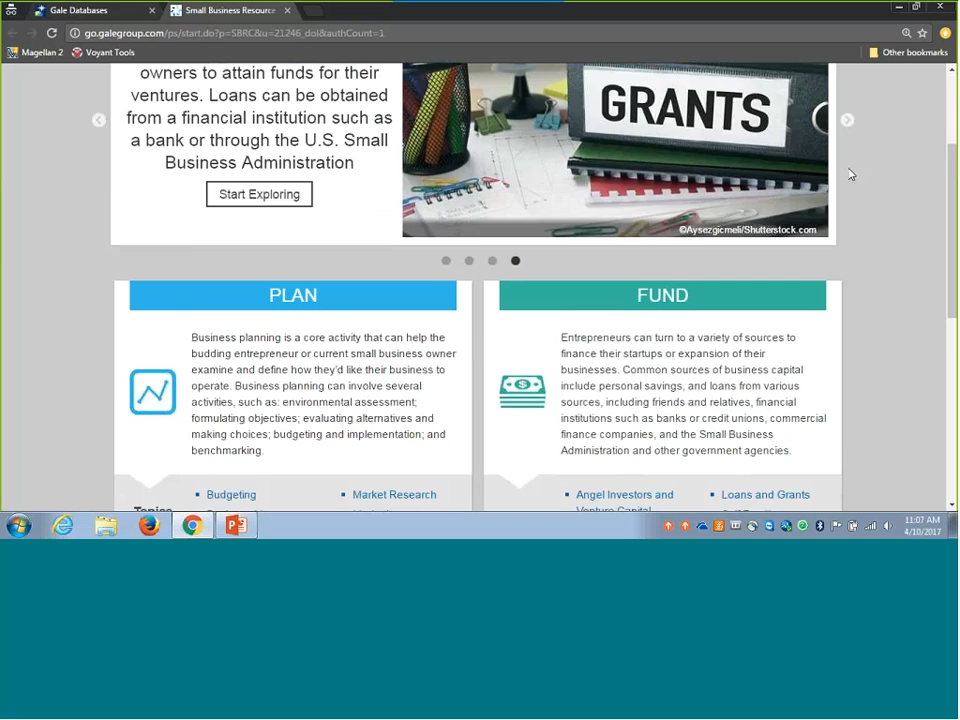 Gale Databases
Small Business Resource
go.galegroup.com/ps/start.do?p=SBRC&u=21246_dol&authCount=1
Magellan 2
Voyant Tools
Other bookmarks
owners to attain funds for their
ventures. Loans can be obtained
from a financial institution such as
a bank or through the U.S. Small
Business Administration
Start Exploring
GRANTS
©Aysezgicmeli/Shutterstock.com
PLAN
Business planning is a core activity that can help the
budding entrepreneur or current small business owner
examine and define how they'd like their business to
operate. Business planning can involve several
activities, such as: environmental assessment;
formulating objectives; evaluating alternatives and
making choices; budgeting and implementation; and
benchmarking.
Topics
Budgeting
Market Research
FUND
Entrepreneurs can turn to a variety of sources to
finance their startups or expansion of their
businesses. Common sources of business capital
include personal savings, and loans from various
sources, including friends and relatives, financial
institutions such as banks or credit unions, commercial
finance companies, and the Small Business
Administration and other government agencies.
Angel Investors and
Venture Capital
Loans and Grants
11:07 AM
4/10/2017